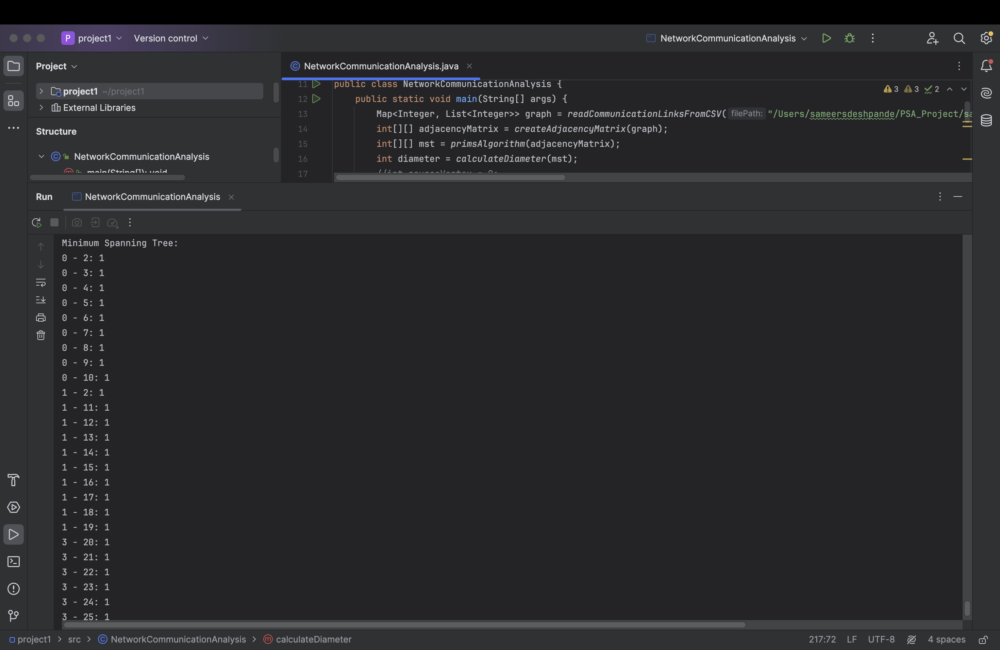 P project1 Version control NetworkCommunicationAnalysis
Project
project1 ~/project1
External Libraries
Structure
NetworkCommunicationAnalysis
main(String[]): void
NetworkCommunicationAnalysis.java
3 3 2
11 public class NetworkCommunicationAnalysis {
12 public static void main(String[] args) {
13 Map<Integer, List<Integer>> graph = readCommunicationLinksFromCSV( filePath: "/Users/sameersdeshpande/PSA_Project/sa
14 int[][] adjacencyMatrix = createAdjacencyMatrix(graph);
15 int[][] mst = primsAlgorithm(adjacencyMatrix);
16 int diameter = calculateDiameter(mst);
17 //int sourceVertex = 0;
Run NetworkCommunicationAnalysis
Minimum Spanning Tree:
0 - 2: 1
0 - 3: 1
0 - 4: 1
0 - 5: 1
0 - 6: 1
0 - 7: 1
0 - 8: 1
0 - 9: 1
0 - 10: 1
1 - 2: 1
1 - 11: 1
1 - 12: 1
1 - 13: 1
1 - 14: 1
1 - 15: 1
1 - 16: 1
1 - 17: 1
1 - 18: 1
1 - 19: 1
3 - 20: 1
3 - 21: 1
3 - 22: 1
3 - 23: 1
3 - 24: 1
3 - 25: 1
project1 > src > NetworkCommunicationAnalysis > calculateDiameter 217:72 LF UTF-8 4 spaces